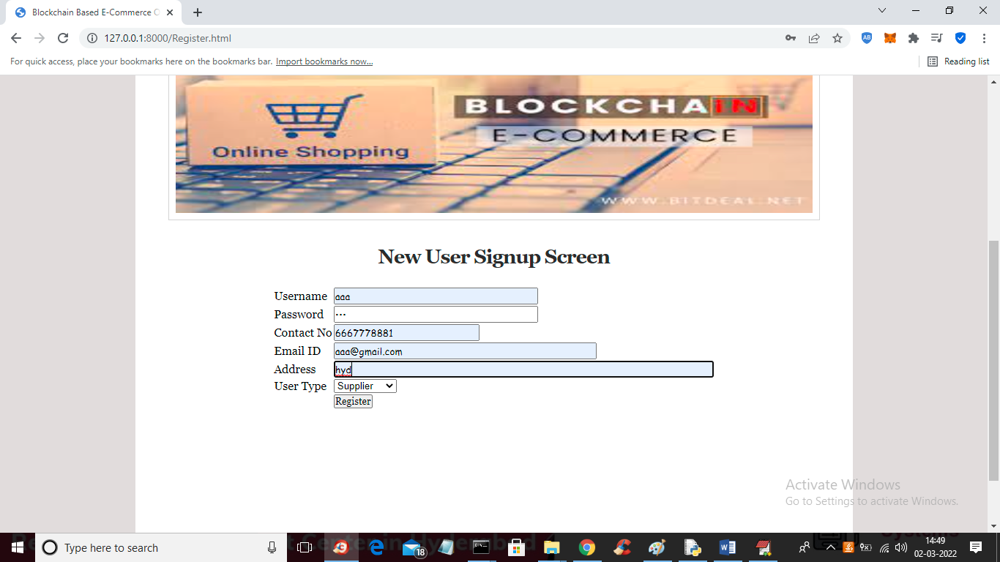 Blockchain Based E-Commerce C
127.0.0.1:8000/Register.html
For quick access, place your bookmarks here on the bookmarks bar. Import bookmarks now...
Reading list
Online Shopping
BLOCKCHAIN
E-COMMERCE
WWW.BITDEAL.NET
New User Signup Screen
Username aaa
Password •••
Contact No 6667778881
Email ID aaa@gmail.com
Address hyd
User Type Supplier
Register
Activate Windows
Go to Settings to activate Windows.
Type here to search
18
14:49
02-03-2022